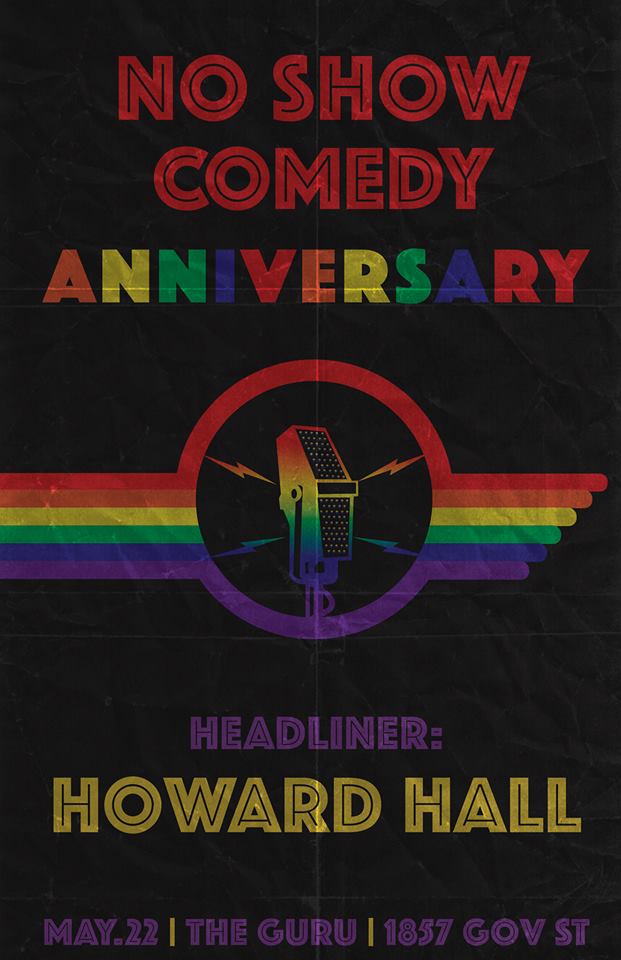 NO SHOW
COMEDY
ANNIVERSARY
HEADLINER:
HOWARD HALL
MAY.22 | THE GURU | 1857 GOV ST